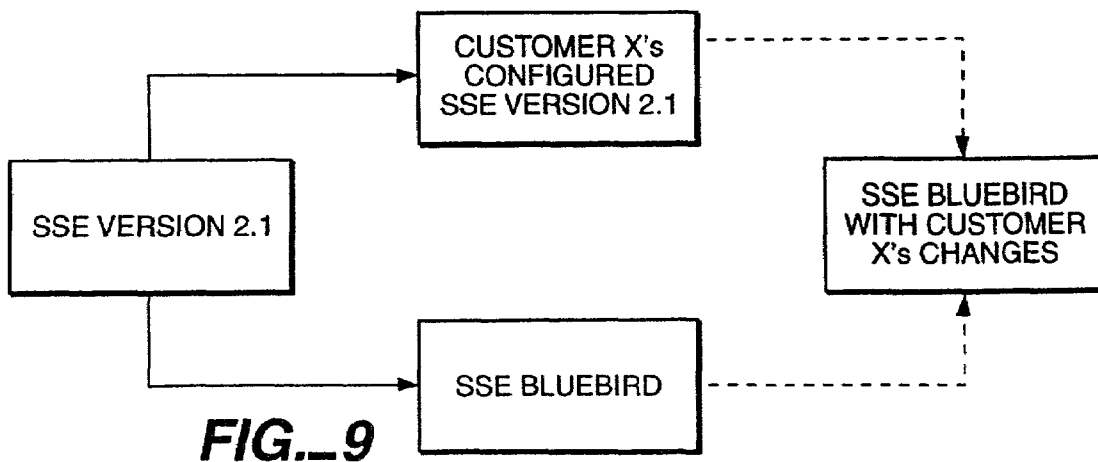 CUSTOMER X's
CONFIGURED
SSE VERSION 2.1
SSE VERSION 2.1
SSE BLUEBIRD
WITH CUSTOMER
X's CHANGES
SSE BLUEBIRD
FIG._9